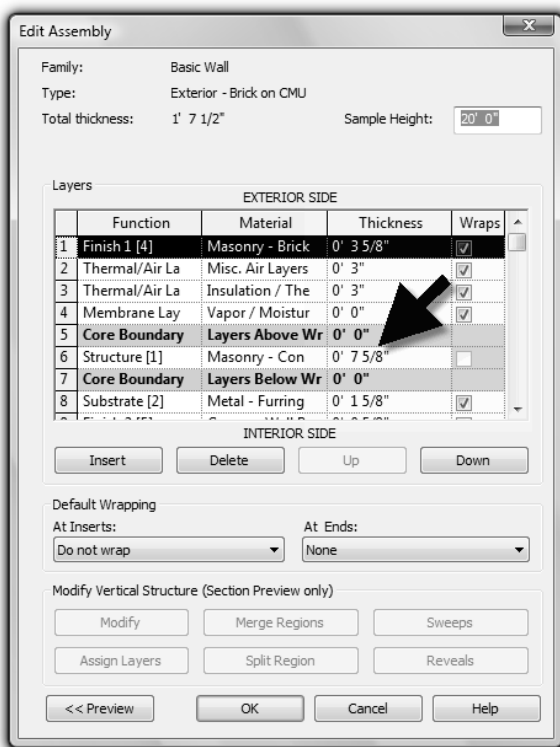 Edit Assembly
Family: Basic Wall
Type: Exterior - Brick on CMU
Total thickness: 1' 7 1/2" Sample Height: 20' 0"
Layers
EXTERIOR SIDE
Function Material Thickness Wraps
1 Finish 1 [4] Masonry - Brick 0' 3 5/8"
2 Thermal/Air La Misc. Air Layers 0' 3"
3 Thermal/Air La Insulation / The 0' 3"
4 Membrane Lay Vapor / Moistur 0' 0"
5 Core Boundary Layers Above Wr 0' 0"
6 Structure [1] Masonry - Con 0' 7 5/8"
7 Core Boundary Layers Below Wr 0' 0"
8 Substrate [2] Metal - Furring 0' 1 5/8"
INTERIOR SIDE
Insert Delete Up Down
Default Wrapping
At Inserts: At Ends:
Do not wrap None
Modify Vertical Structure (Section Preview only)
Modify Merge Regions Sweeps
Assign Layers Split Region Reveals
<< Preview OK Cancel Help